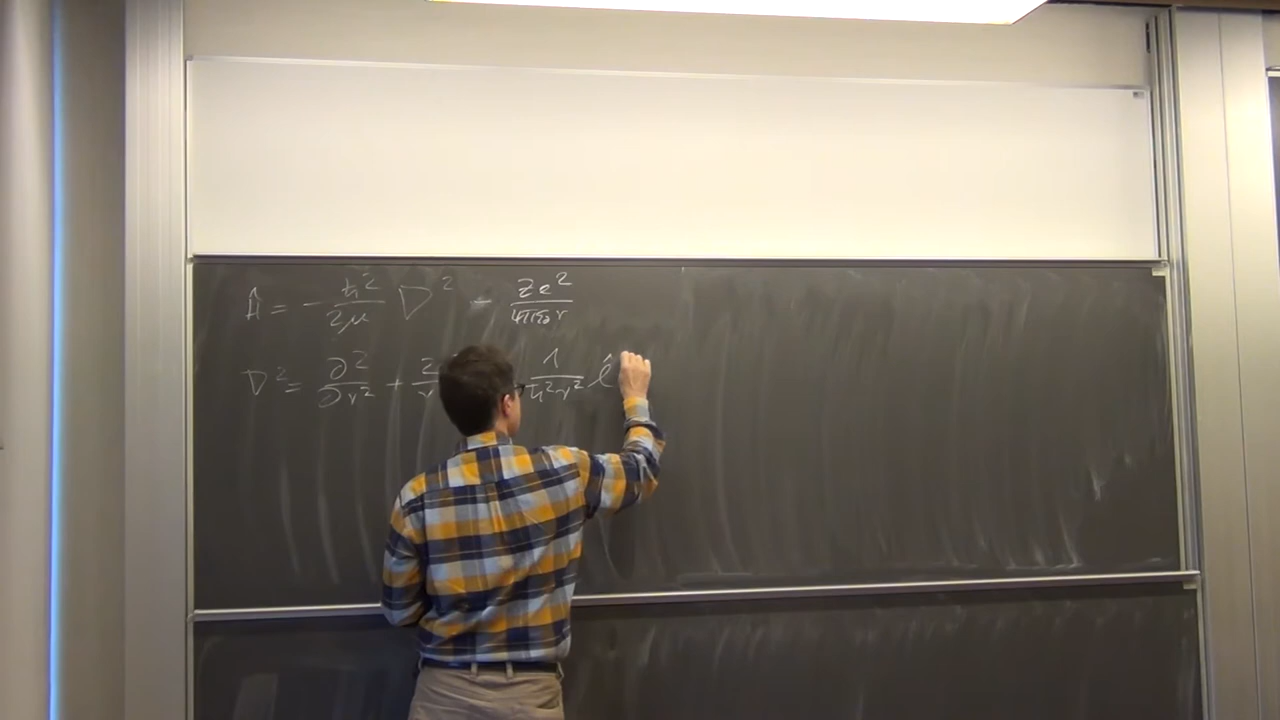 Ĥ = - ħ²/2μ ∇² - Ze²/4πε₀r
∇² = ∂²/∂r² + 2/r 1/ħ²r² l̂